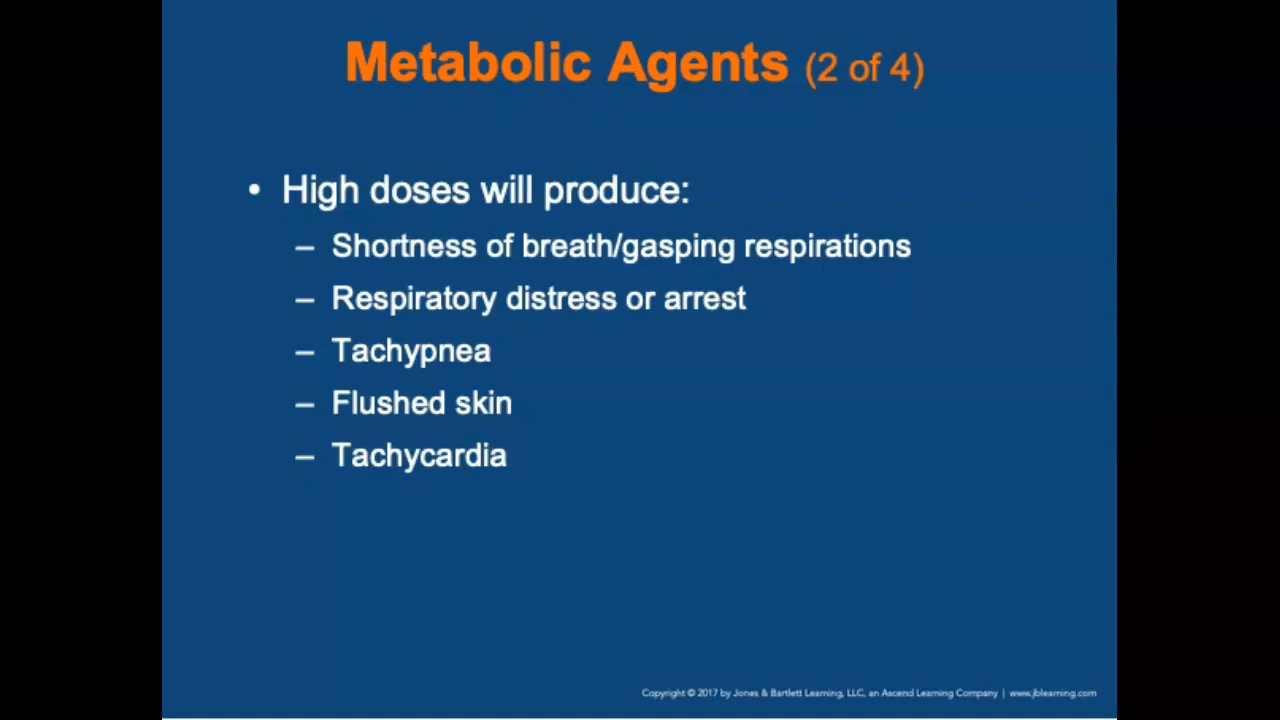 Metabolic Agents (2 of 4)
• High doses will produce:
– Shortness of breath/gasping respirations
– Respiratory distress or arrest
– Tachypnea
– Flushed skin
– Tachycardia
Copyright © 2017 by Jones & Bartlett Learning, LLC, an Ascend Learning Company | www.jblearning.com